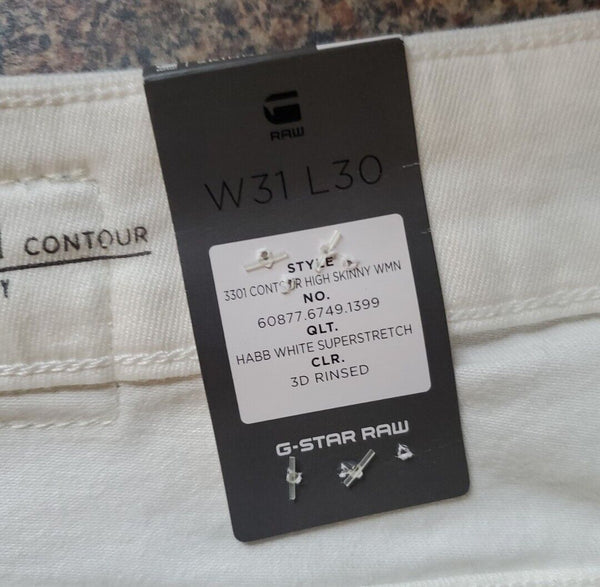 RAW
W31 L30
CONTOUR
STYLE
3301 CONTOUR HIGH SKINNY WMN
NO.
60877.6749.1399
QLT.
HABB WHITE SUPERSTRETCH
CLR.
3D RINSED
G-STAR RAW